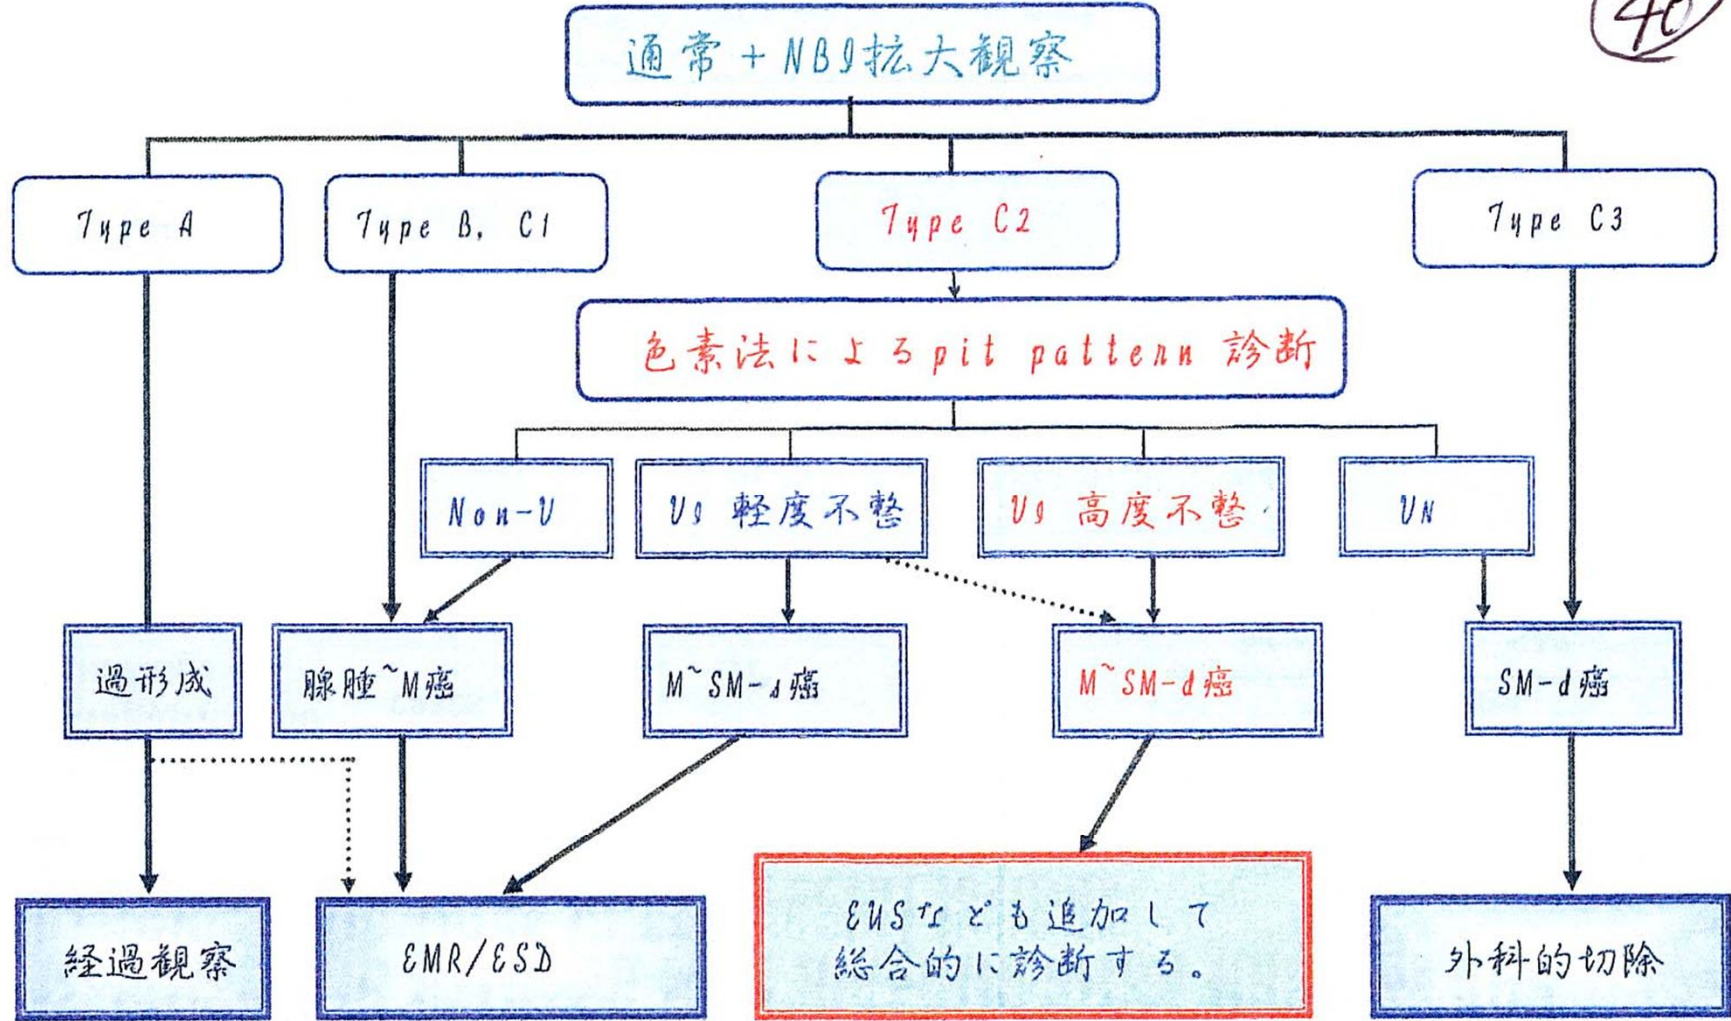 40
通常+NBI拡大観察
Type A
Type B, C1
Type C2
Type C3
色素法によるpit pattern 診断
Non-V
VI 軽度不整
VI 高度不整
VN
過形成
腺腫~M癌
M~SM-s癌
M~SM-d癌
SM-d癌
経過観察
EMR/ESD
EUSなども追加して
総合的に診断する。
外科的切除